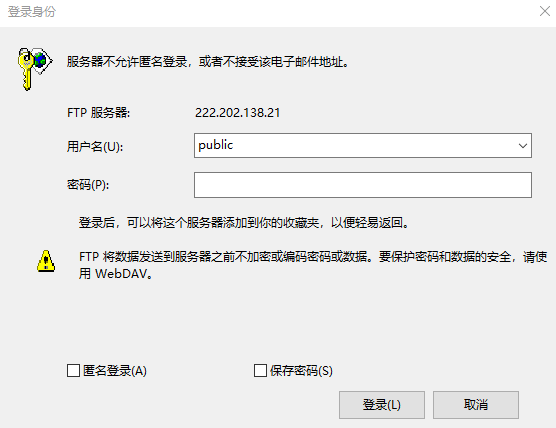 登录身份
服务器不允许匿名登录，或者不接受该电子邮件地址。
FTP 服务器: 222.202.138.21
用户名(U): public
密码(P):
登录后，可以将这个服务器添加到你的收藏夹，以便轻易返回。
FTP 将数据发送到服务器之前不加密或编码密码或数据。要保护密码和数据的安全，请使
用 WebDAV。
匿名登录(A) 保存密码(S)
登录(L) 取消